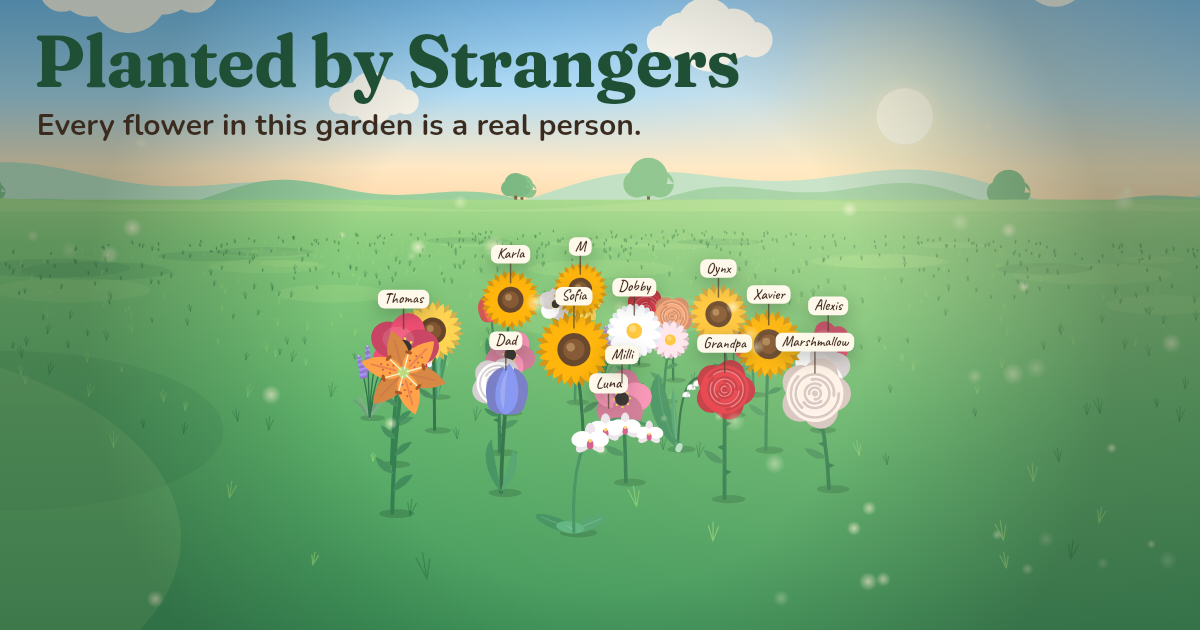 Planted by Strangers
Every flower in this garden is a real person.
Karla
M
Oynx
Thomas
Sofia
Dobby
Xavier
Alexis
Dad
Milli
Grandpa
Marshmallow
Luna